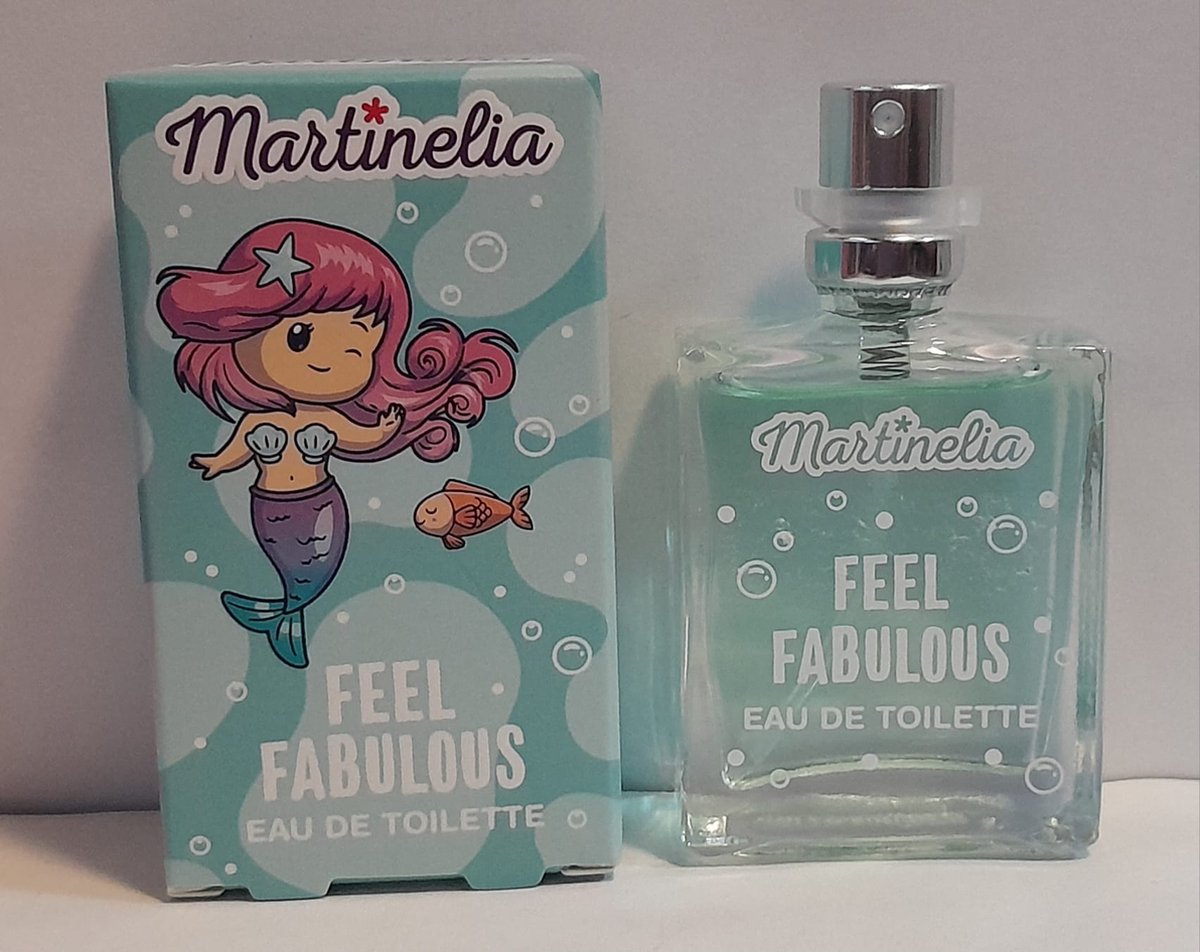 Martinelia
FEEL
FABULOUS
EAU DE TOILETTE
Martinelia
FEEL
FABULOUS
EAU DE TOILETTE